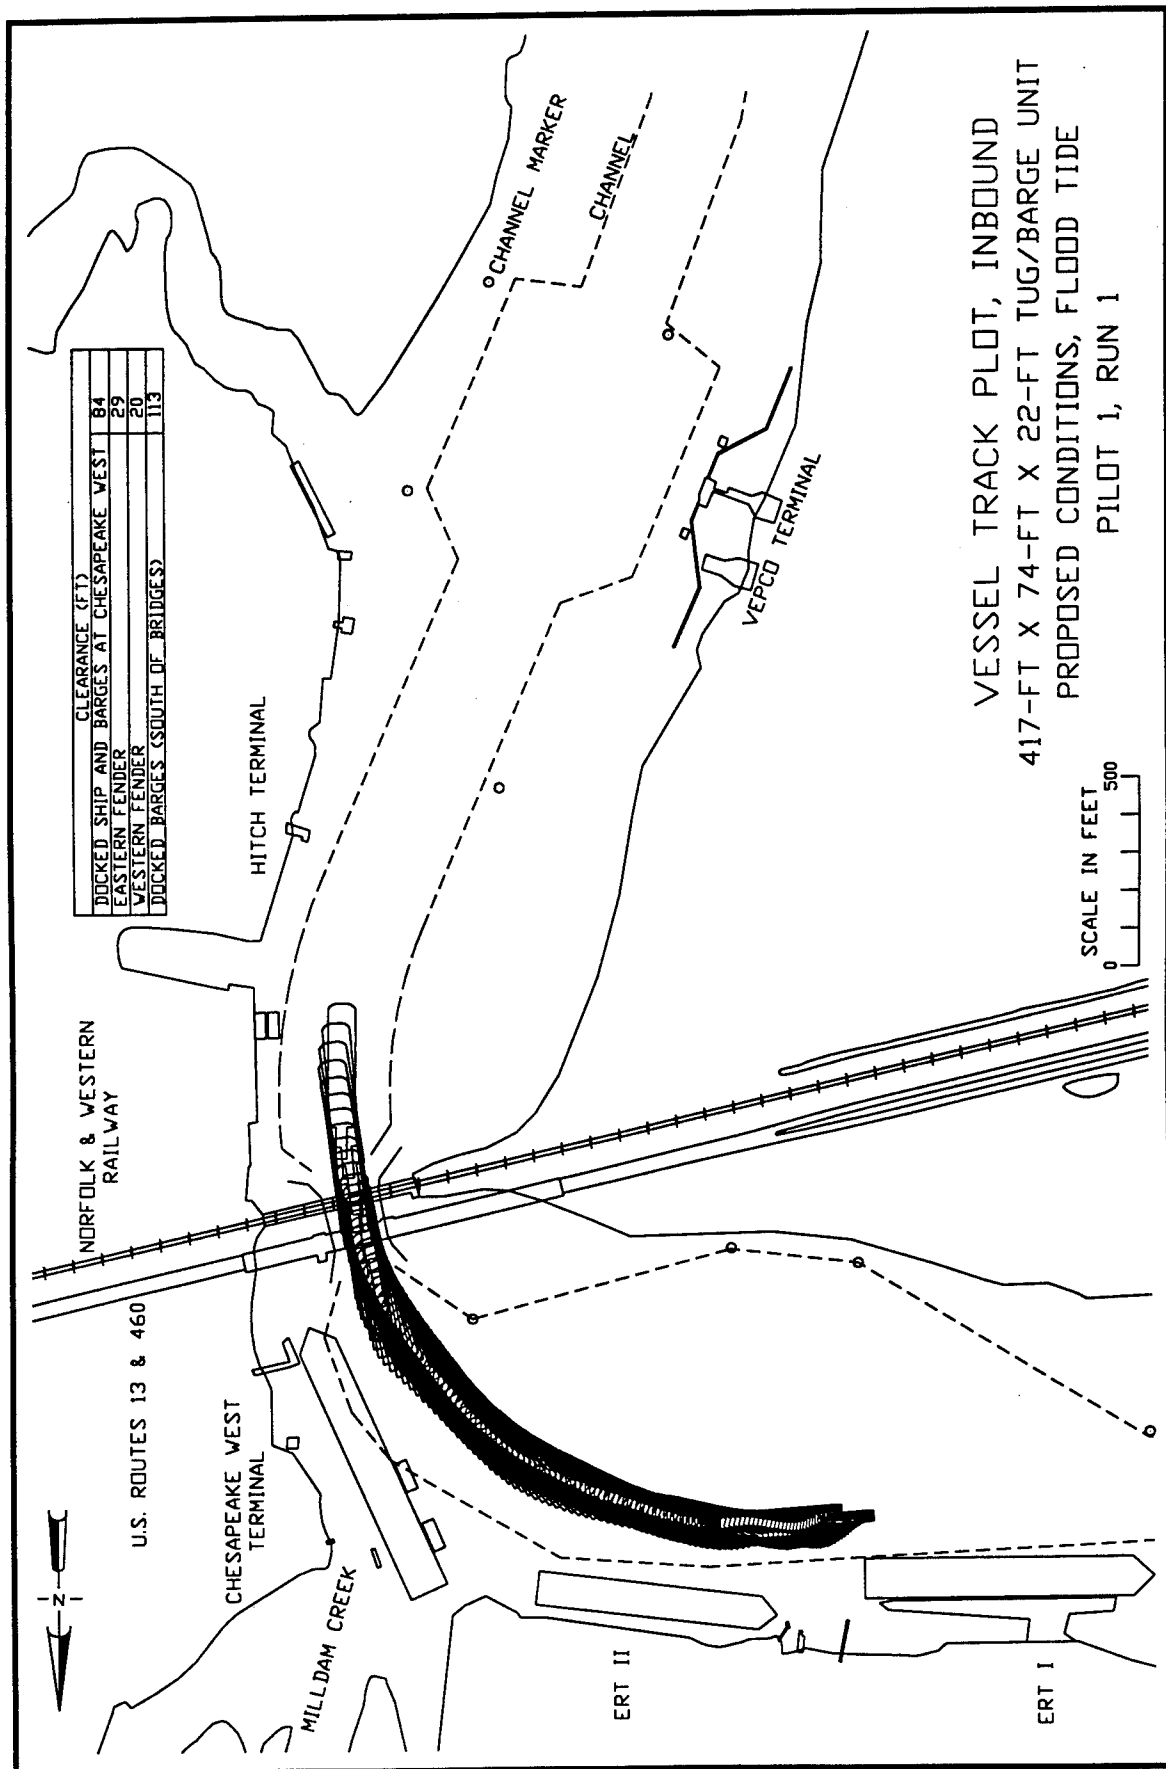 CLEARANCE (FT)
DOCKED SHIP AND BARGES AT CHESAPEAKE WEST 84
EASTERN FENDER 29
WESTERN FENDER 20
DOCKED BARGES (SOUTH OF BRIDGES) 113
N
U.S. ROUTES 13 & 460
NORFOLK & WESTERN
RAILWAY
HITCH TERMINAL
CHANNEL MARKER
CHANNEL
CHESAPEAKE WEST
TERMINAL
MILLDAM CREEK
VEPCO TERMINAL
ERT II
ERT I
SCALE IN FEET
0 500
VESSEL TRACK PLOT, INBOUND
417-FT X 74-FT X 22-FT TUG/BARGE UNIT
PROPOSED CONDITIONS, FLOOD TIDE
PILOT 1, RUN 1